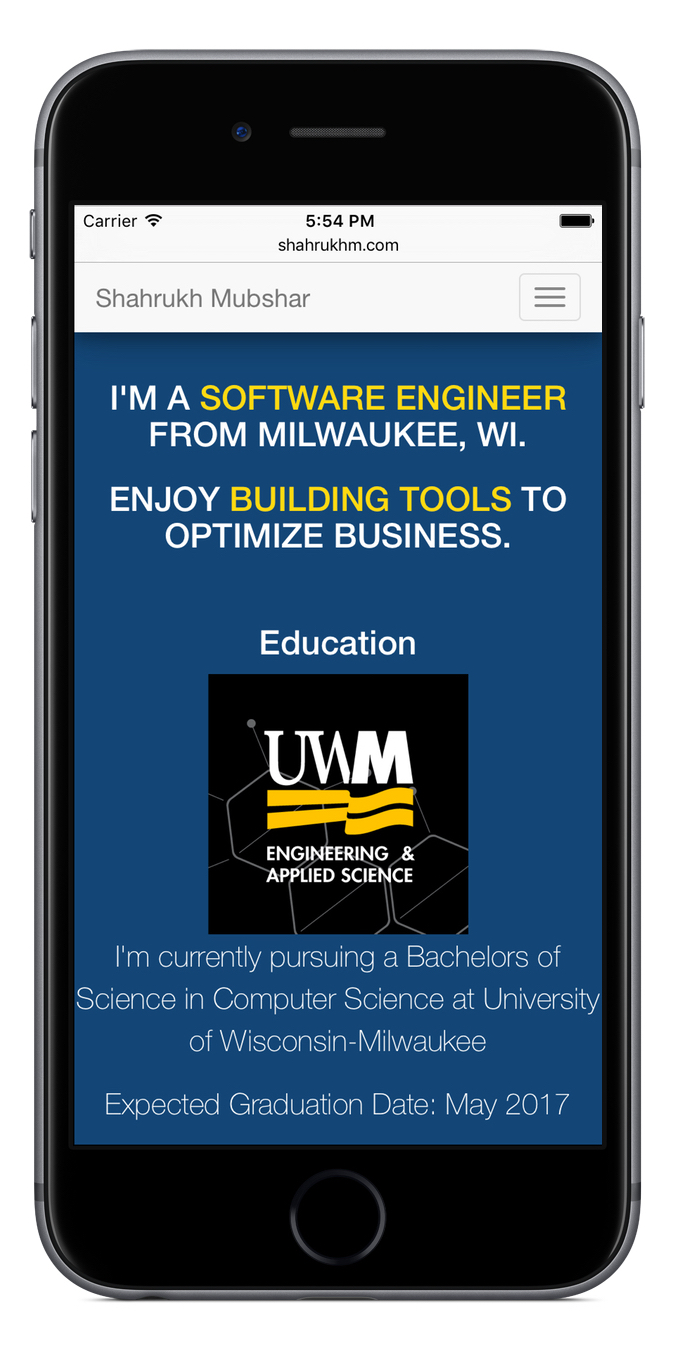 Carrier 5:54 PM
shahrukhm.com
Shahrukh Mubshar
I'M A SOFTWARE ENGINEER
FROM MILWAUKEE, WI.
ENJOY BUILDING TOOLS TO
OPTIMIZE BUSINESS.
Education
UWM
ENGINEERING &
APPLIED SCIENCE
I'm currently pursuing a Bachelors of
Science in Computer Science at University
of Wisconsin-Milwaukee
Expected Graduation Date: May 2017